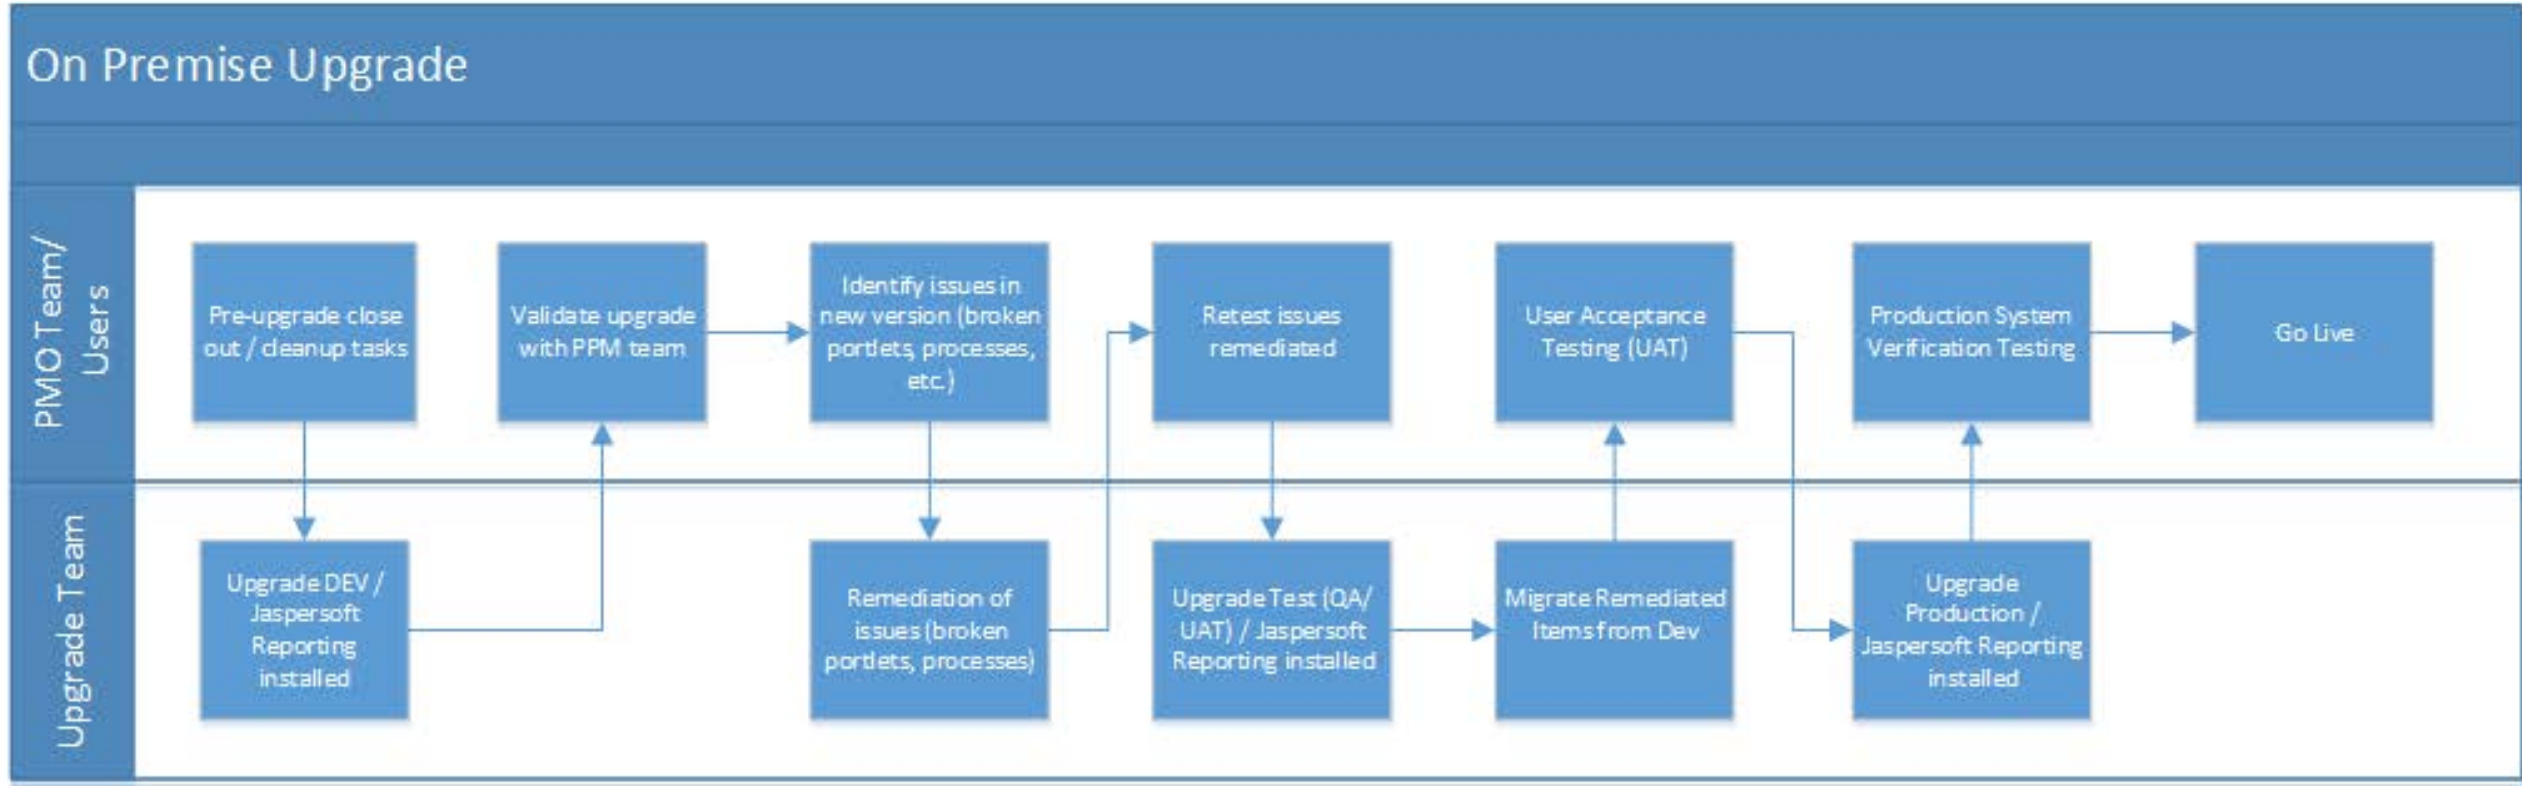 On Premise Upgrade
PMO Team/
Users
Pre-upgrade close
out / cleanup tasks
Validate upgrade
with PPM team
Identify issues in
new version (broken
portlets, processes,
etc.)
Retest issues
remediated
User Acceptance
Testing (UAT)
Production System
Verification Testing
Go Live
Upgrade Team
Upgrade DEV /
Jaspersoft
Reporting
installed
Remediation of
issues (broken
portlets, processes)
Upgrade Test (QA/
UAT) / Jaspersoft
Reporting installed
Migrate Remediated
Items from Dev
Upgrade
Production /
Jaspersoft Reporting
installed